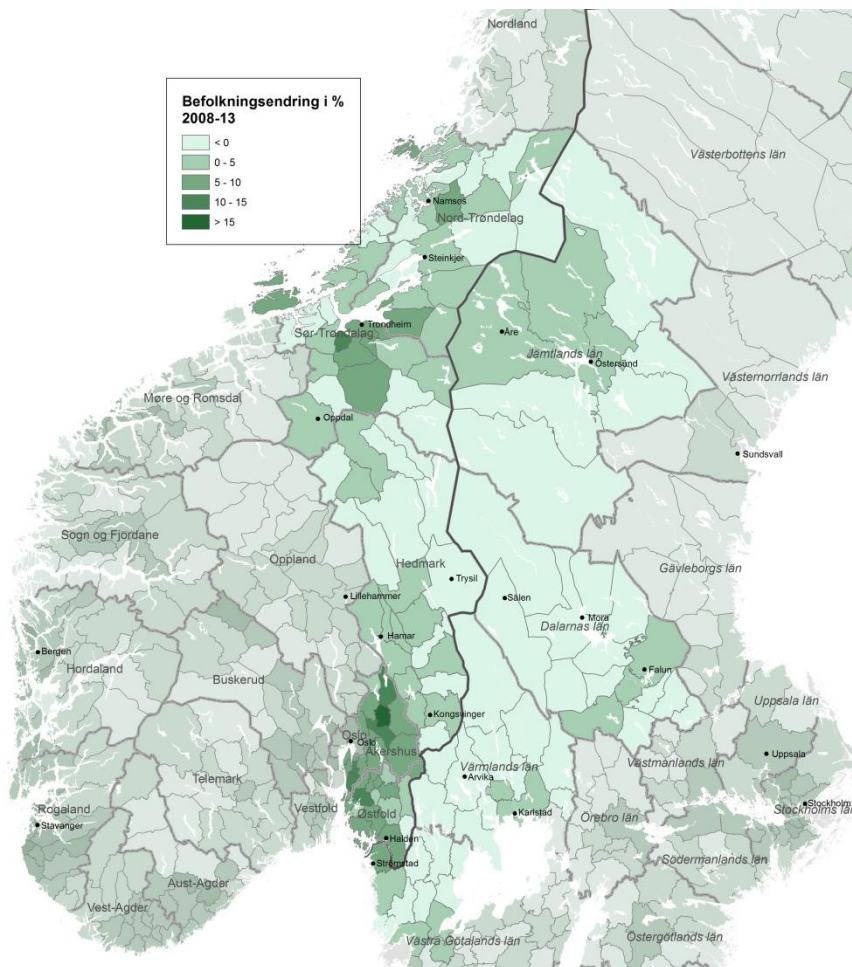 Nordland
Befolkningsendring i %
2008-13
< 0
0 - 5
5 - 10
10 - 15
> 15
Västerbottens län
Namsos
Nord-Trøndelag
Steinkjer
Trondheim
Sør-Trøndelag
Åre
Jämtlands län
Östersund
Västernorrlands län
Møre og Romsdal
Oppdal
Sundsvall
Sogn og Fjordane
Oppland
Hedmark
Gävleborgs län
Trysil
Lillehammer
Sälen
Mora
Dalarnas län
Hamar
Bergen
Hordaland
Falun
Buskerud
Uppsala län
Kongsvinger
Oslo
Oslo
Akershus
Uppsala
Västmanlands län
Värmlands län
Telemark
Arvika
Vestfold
Rogaland
Stavanger
Østfold
Karlstad
Örebro län
Stockholm
Stockholms län
Halden
Södermanlands län
Strømstad
Aust-Agder
Vest-Agder
Västra Götalands län
Östergötlands län